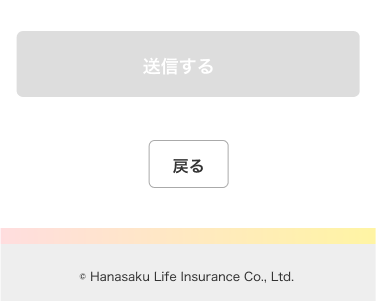 送信する
戻る
© Hanasaku Life Insurance Co., Ltd.